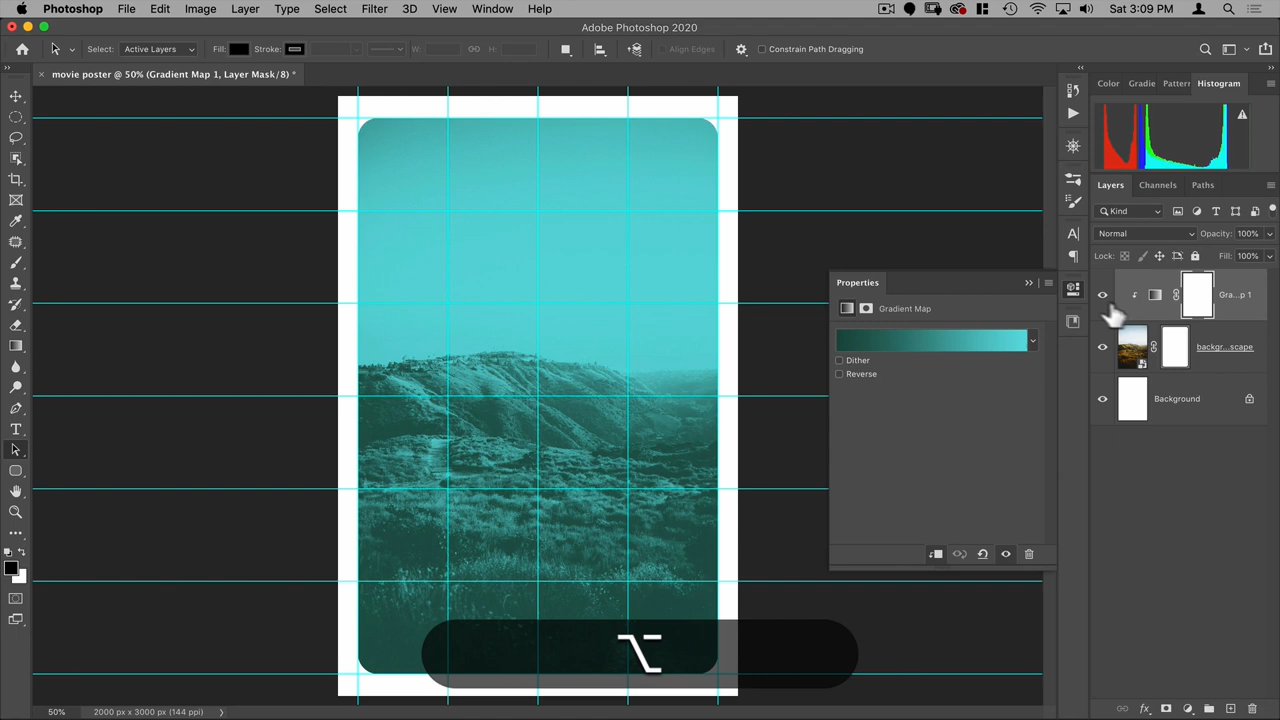 Photoshop File Edit Image Layer Type Select Filter 3D View Window Help Sat 3:09 PM
Adobe Photoshop 2020
Select: Active Layers Fill: Stroke: W: H: Align Edges Constrain Path Dragging
movie poster @ 50% (Gradient Map 1, Layer Mask/8) *
Color Gradie Pattern Histogram
Layers Channels Paths
Kind
Normal Opacity: 100%
Lock: Fill: 100%
Gra...p 1
backgr...scape
Background
Properties
Gradient Map
Dither
Reverse
⌥
50% 2000 px x 3000 px (144 ppi)